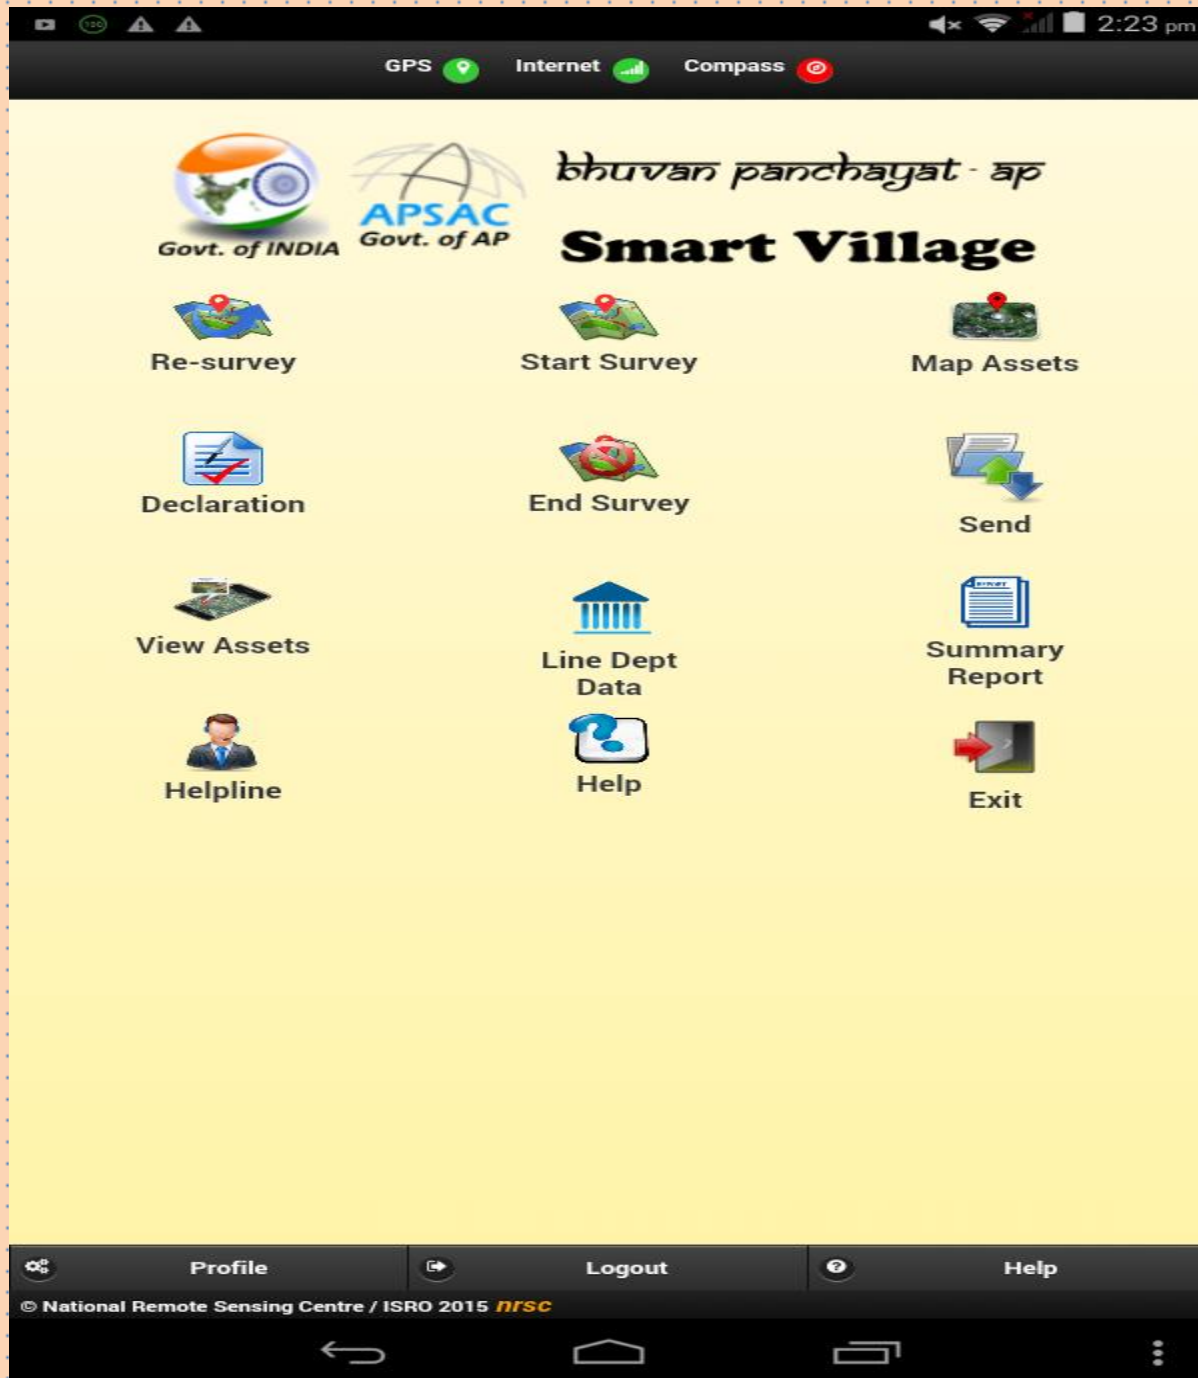 2:23 pm
GPS Internet Compass
bhuvan panchayat - ap
APSAC
Govt. of INDIA Govt. of AP
Smart Village
Re-survey Start Survey Map Assets
Declaration End Survey Send
View Assets Line Dept Data Summary Report
Helpline Help Exit
Profile Logout Help
© National Remote Sensing Centre / ISRO 2015 nrsc